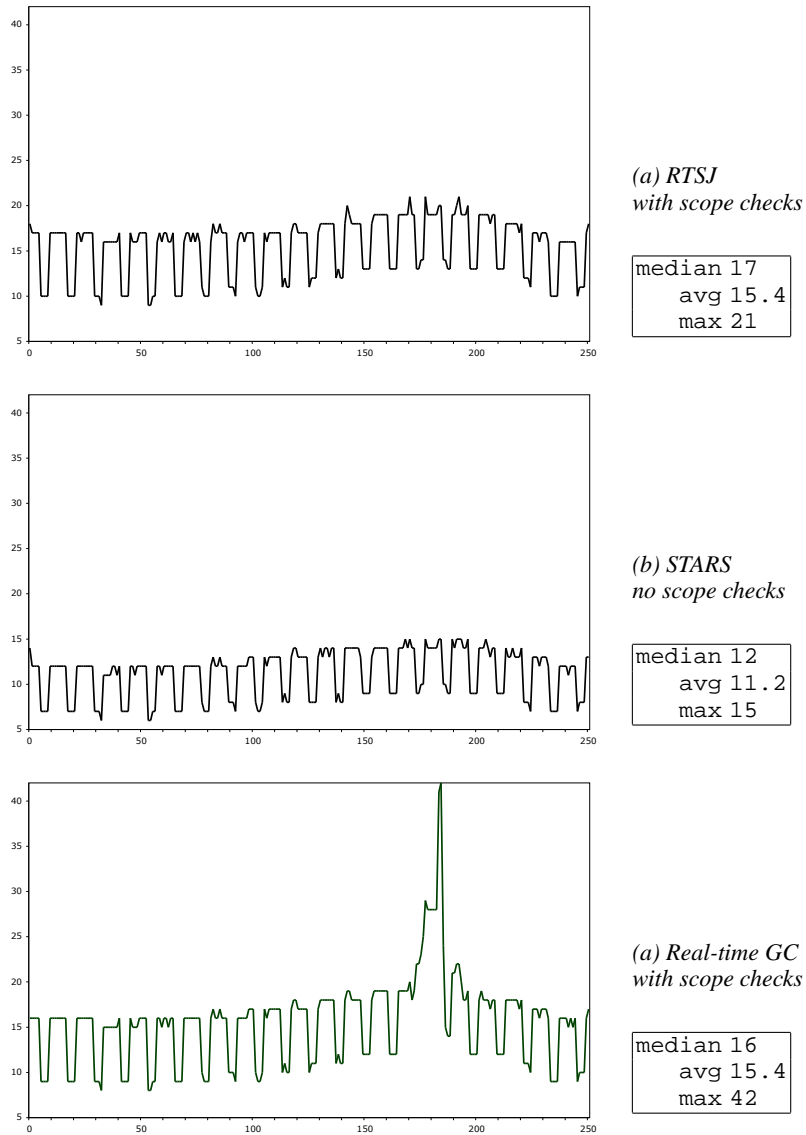 40
35
30
25
20
15
10
5
0 50 100 150 200 250
(a) RTSJ
with scope checks
median 17
avg 15.4
max 21
40
35
30
25
20
15
10
5
0 50 100 150 200 250
(b) STARS
no scope checks
median 12
avg 11.2
max 15
40
35
30
25
20
15
10
5
0 50 100 150 200 250
(a) Real-time GC
with scope checks
median 16
avg 15.4
max 42